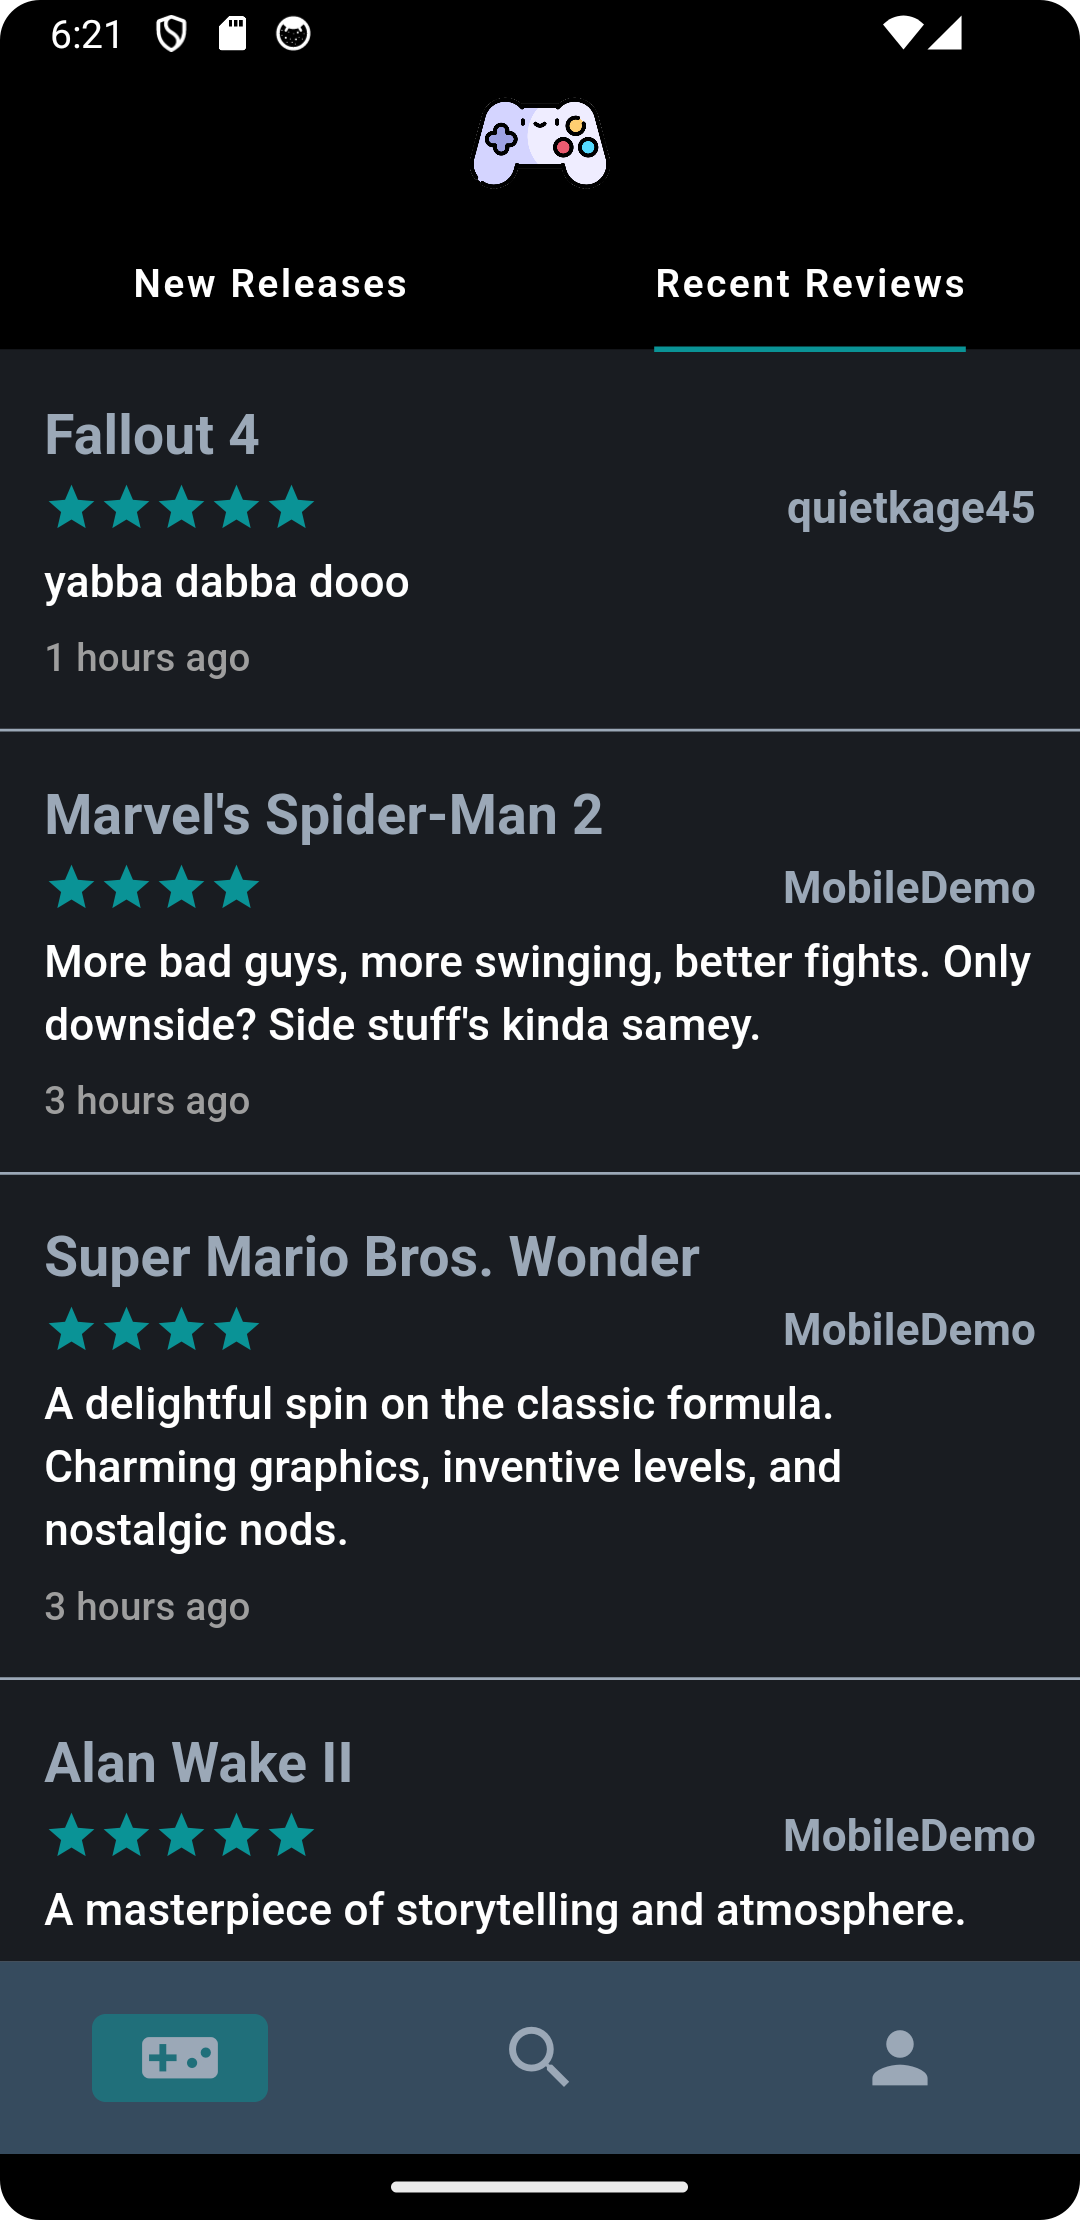 6:21
New Releases
Recent Reviews
Fallout 4
quietkage45
yabba dabba dooo
1 hours ago
Marvel's Spider-Man 2
MobileDemo
More bad guys, more swinging, better fights. Only
downside? Side stuff's kinda samey.
3 hours ago
Super Mario Bros. Wonder
MobileDemo
A delightful spin on the classic formula.
Charming graphics, inventive levels, and
nostalgic nods.
3 hours ago
Alan Wake II
MobileDemo
A masterpiece of storytelling and atmosphere.